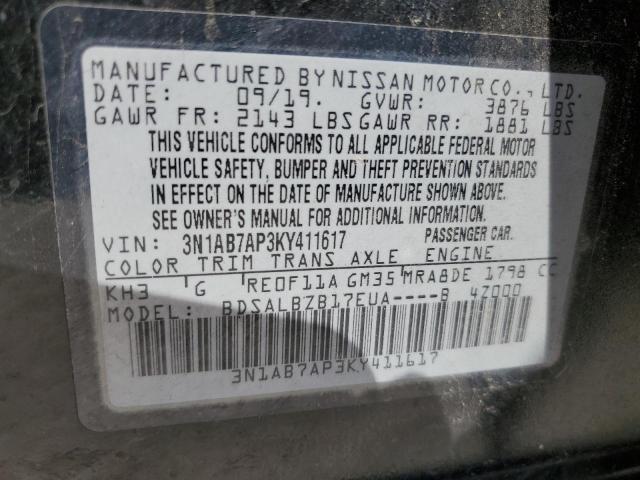 MANUFACTURED BY NISSAN MOTOR CO., LTD.
DATE: 09/19. GVWR: 3876 LBS
GAWR FR: 2143 LBS GAWR RR: 1881 LBS
THIS VEHICLE CONFORMS TO ALL APPLICABLE FEDERAL MOTOR
VEHICLE SAFETY, BUMPER AND THEFT PREVENTION STANDARDS
IN EFFECT ON THE DATE OF MANUFACTURE SHOWN ABOVE.
SEE OWNER'S MANUAL FOR ADDITIONAL INFORMATION.
VIN: 3N1AB7AP3KY411617 PASSENGER CAR.
COLOR TRIM TRANS AXLE ENGINE
KH3 G RE0F11A GM35 MRA8DE 1798 CC
MODEL: BDSALBZB17EUA----B 4Z000
3N1AB7AP3KY411617